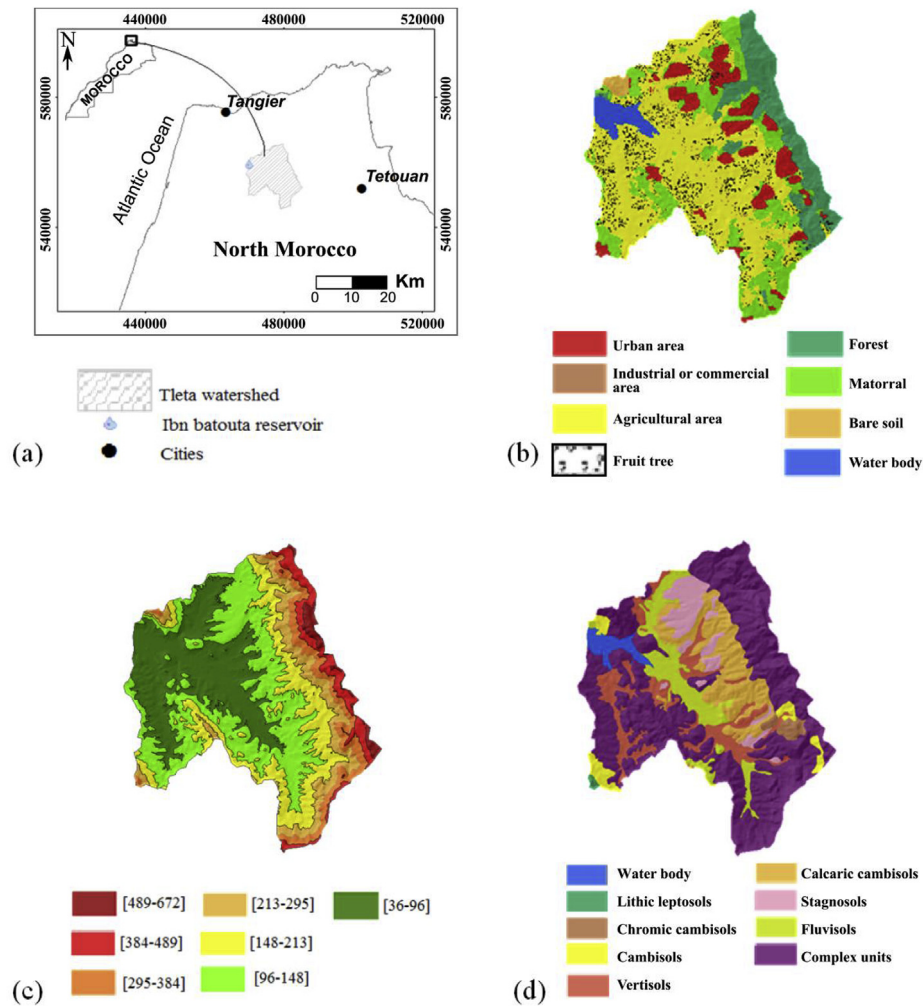 440000 480000 520000
N
MOROCCO
580000
580000
Tangier
Atlantic Ocean
Tetouan
540000
540000
North Morocco
Km
0 10 20
440000 480000 520000
Tleta watershed
Ibn batouta reservoir
Cities
(a)
Urban area
Forest
Industrial or commercial
area
Matorral
Agricultural area
Bare soil
Fruit tree
Water body
(b)
[489-672] [213-295] [36-96]
[384-489] [148-213]
[295-384] [96-148]
(c)
Water body
Calcaric cambisols
Lithic leptosols
Stagnosols
Chromic cambisols
Fluvisols
Cambisols
Complex units
Vertisols
(d)